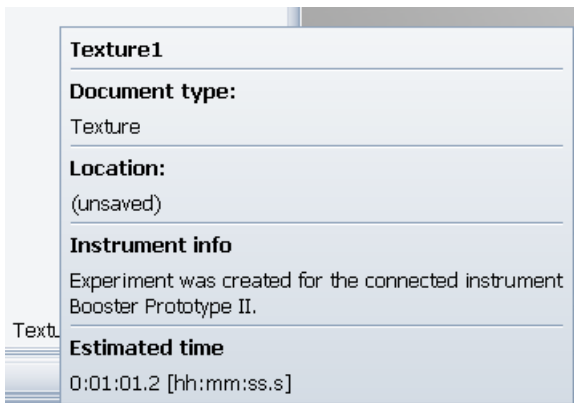 Texture1
Document type:
Texture
Location:
(unsaved)
Instrument info
Experiment was created for the connected instrument
Booster Prototype II.
Estimated time
0:01:01.2 [hh:mm:ss.s]